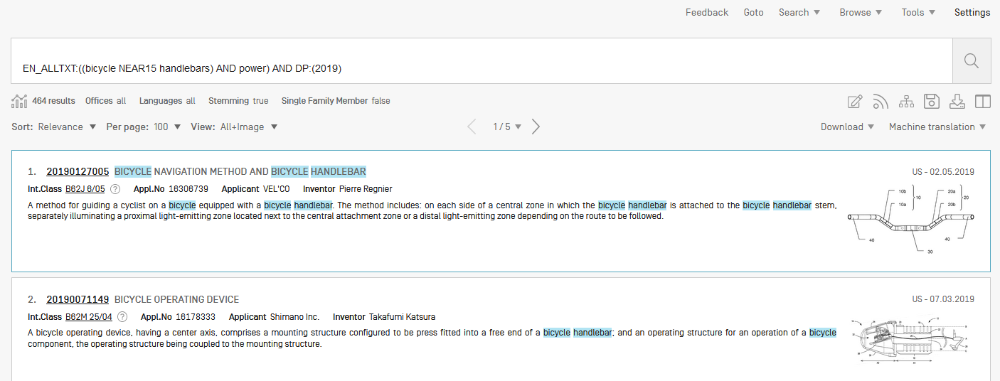 Feedback Goto Search ▼ Browse ▼ Tools ▼ Settings
EN_ALLTXT:((bicycle NEAR15 handlebars) AND power) AND DP:(2019)
464 results Offices all Languages all Stemming true Single Family Member false
Sort: Relevance ▼ Per page: 100 ▼ View: All+Image ▼ 1 / 5 ▼ Download ▼ Machine translation ▼
1. 20190127005 BICYCLE NAVIGATION METHOD AND BICYCLE HANDLEBAR US - 02.05.2019
Int.Class B62J 6/05 ? Appl.No 16306739 Applicant VEL'CO Inventor Pierre Regnier
A method for guiding a cyclist on a bicycle equipped with a bicycle handlebar. The method includes: on each side of a central zone in which the bicycle handlebar is attached to the bicycle handlebar stem,
separately illuminating a proximal light-emitting zone located next to the central attachment zone or a distal light-emitting zone depending on the route to be followed.
10b 10 20a 20
10a 20b
40 40
30
2. 20190071149 BICYCLE OPERATING DEVICE US - 07.03.2019
Int.Class B62M 25/04 ? Appl.No 16178333 Applicant Shimano Inc. Inventor Takafumi Katsura
A bicycle operating device, having a center axis, comprises a mounting structure configured to be press fitted into a free end of a bicycle handlebar; and an operating structure for an operation of a bicycle
component, the operating structure being coupled to the mounting structure.